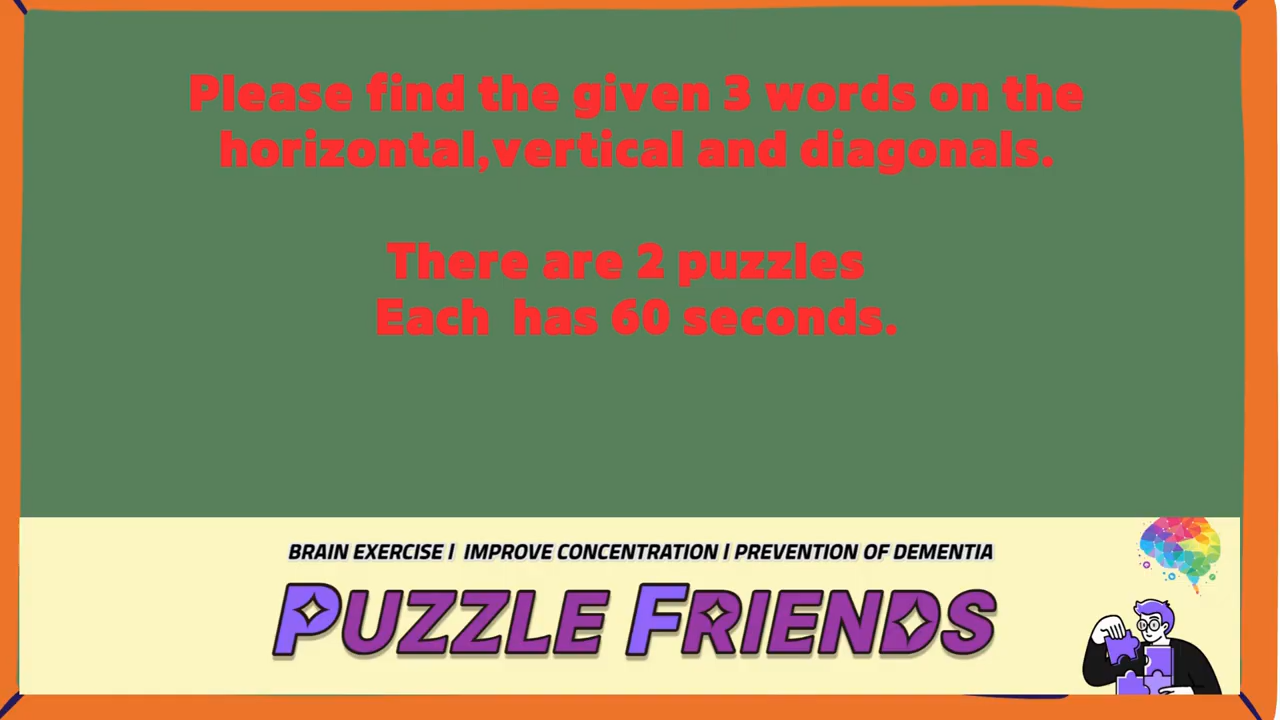 Please find the given 3 words on the
horizontal,vertical and diagonals.
There are 2 puzzles
Each has 60 seconds.
BRAIN EXERCISE I IMPROVE CONCENTRATION I PREVENTION OF DEMENTIA
PUZZLE FRIENDS